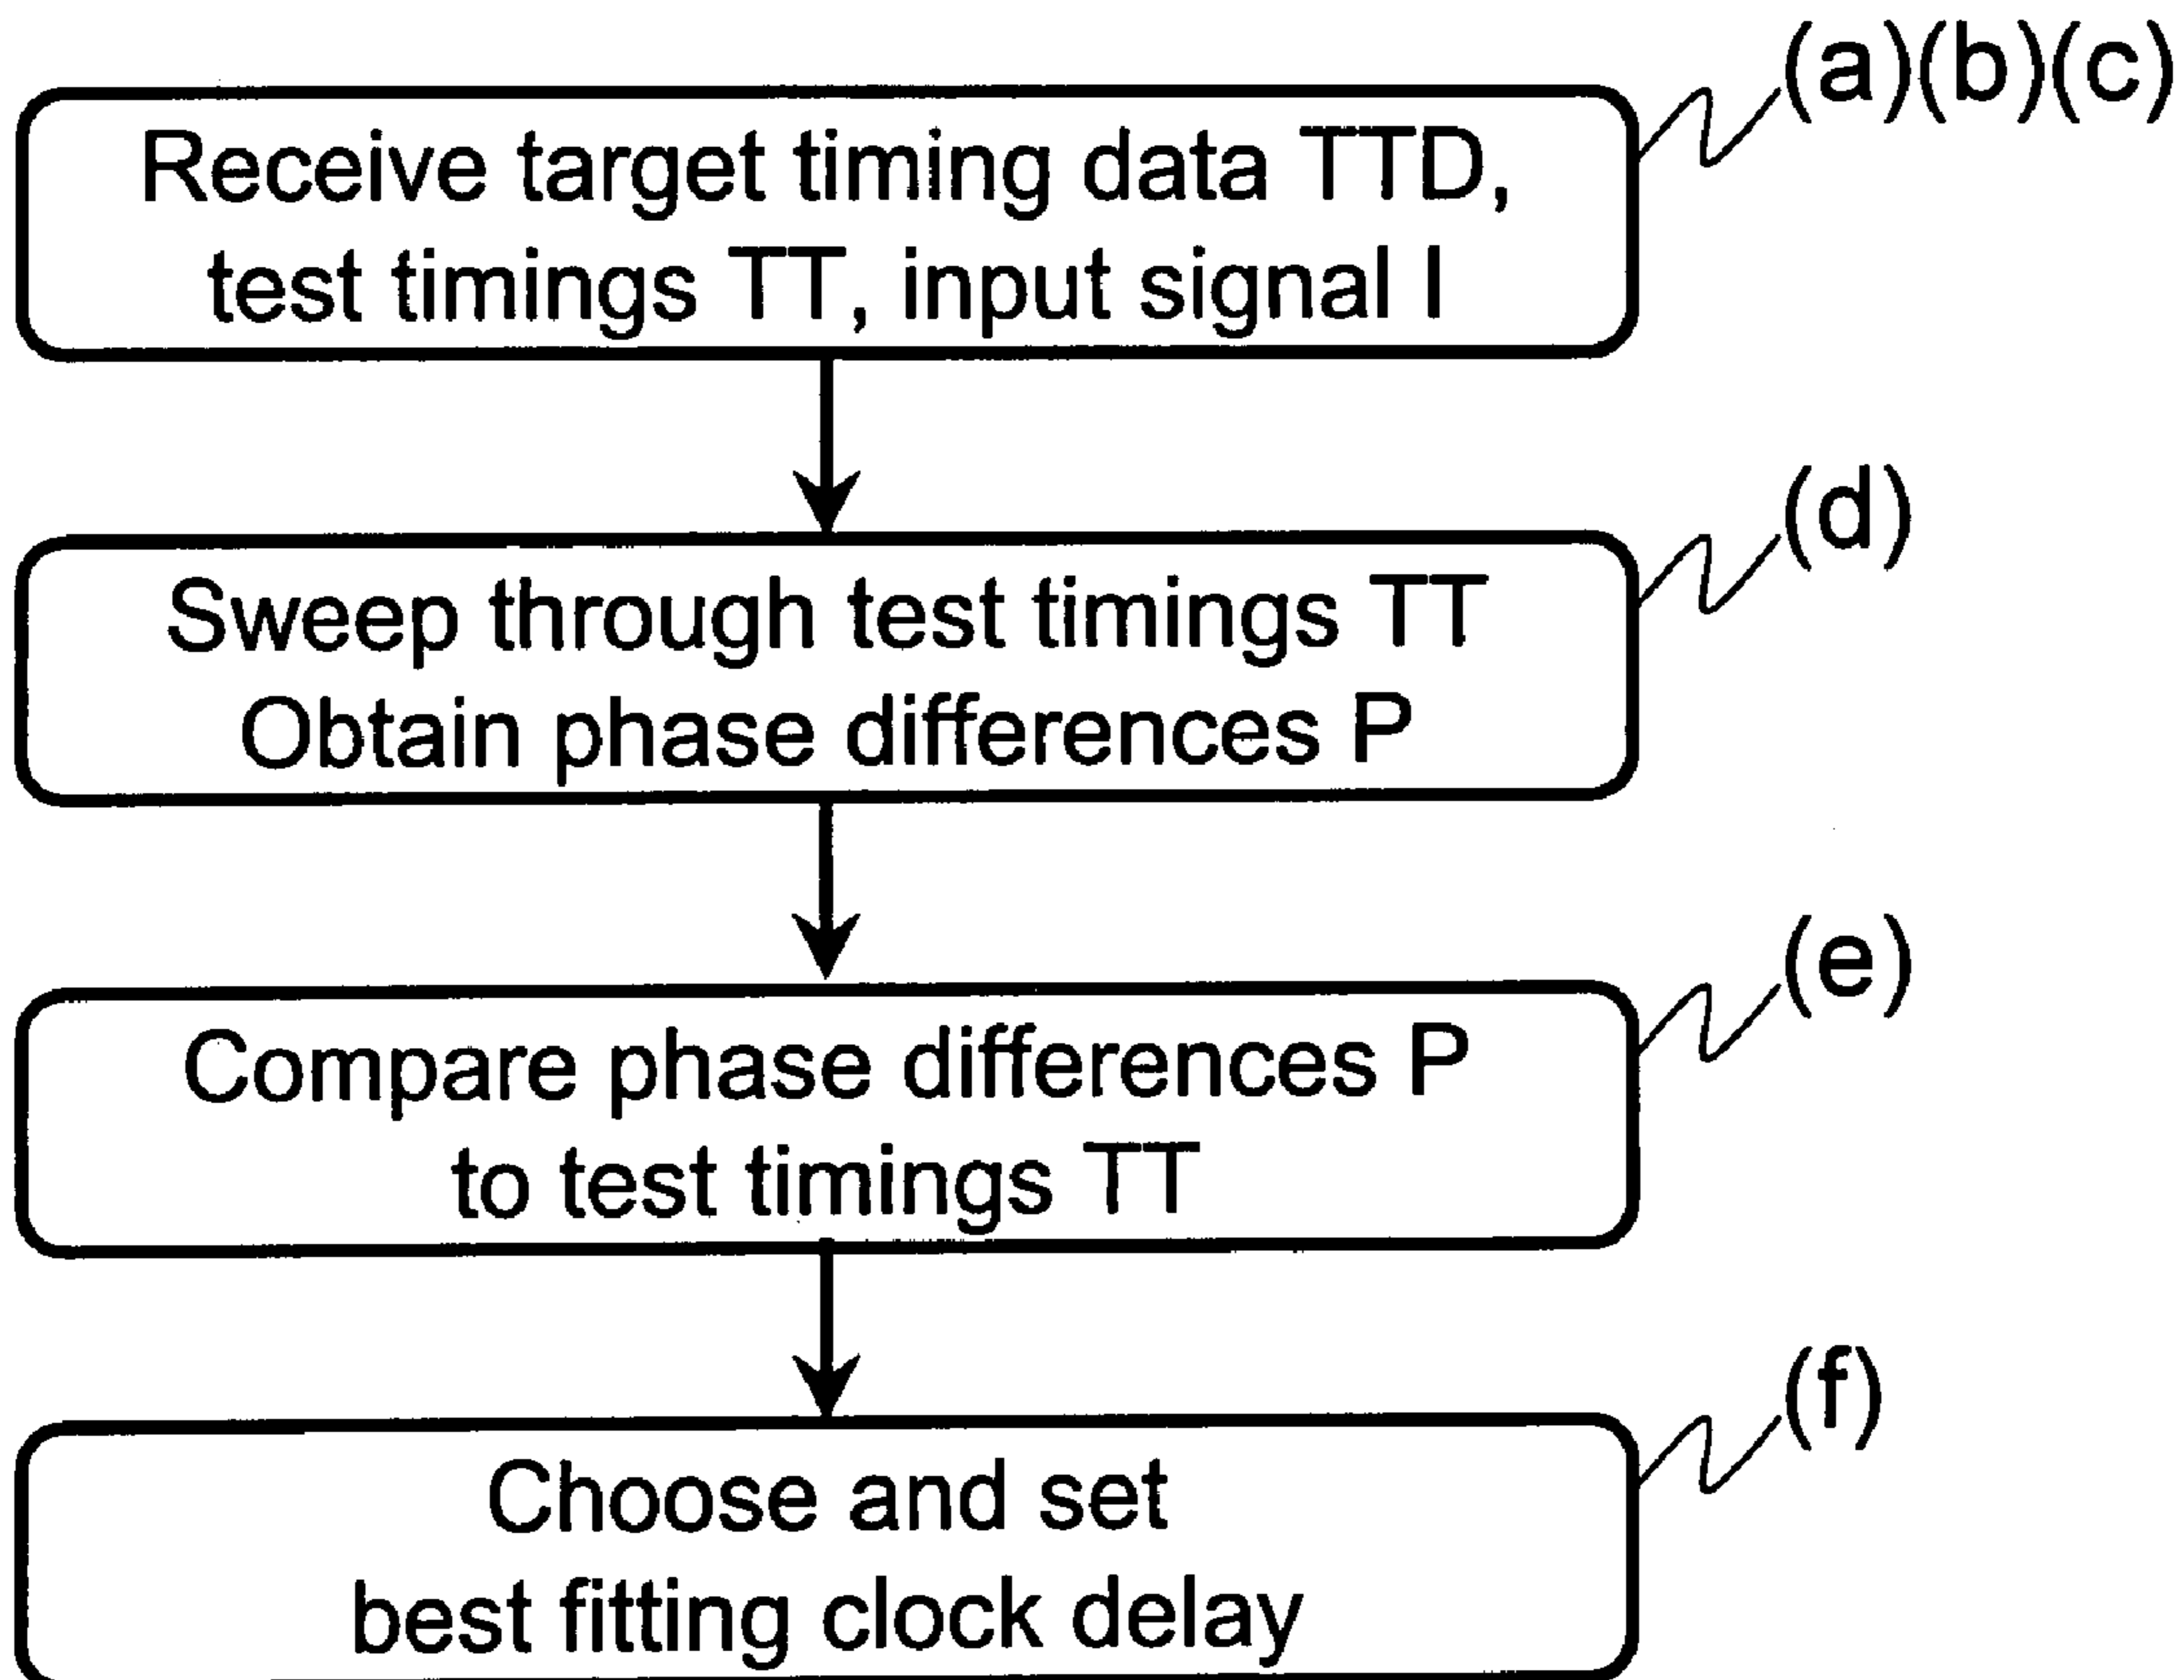 (a)(b)(c)
Receive target timing data TTD,
test timings TT, input signal I
(d)
Sweep through test timings TT
Obtain phase differences P
(e)
Compare phase differences P
to test timings TT
(f)
Choose and set
best fitting clock delay